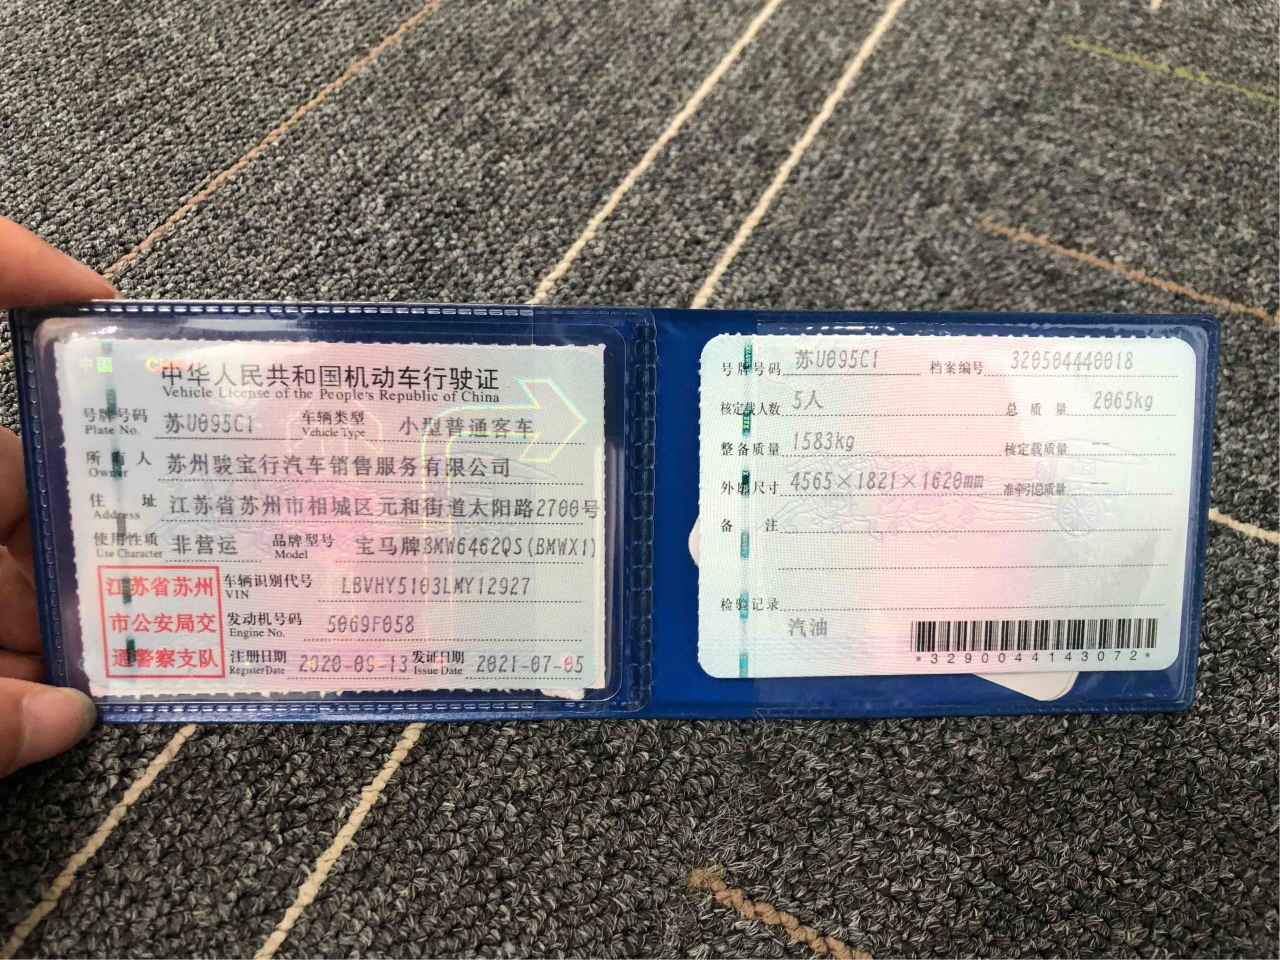 中国 CH
中华人民共和国机动车行驶证
Vehicle License of the People's Republic of China
号牌号码 苏U095C1 车辆类型 小型普通客车
Plate No. Vehicle Type
所有人 苏州骏宝行汽车销售服务有限公司
Owner
住址 江苏省苏州市相城区元和街道太阳路2700号
Address
使用性质 非营运 品牌型号 宝马牌BMW6462QS(BMWX1)
Use Character Model
江苏省苏州
市公安局交
通警察支队
车辆识别代号 LBVHY5103LMY12927
VIN
发动机号码 5069F058
Engine No.
注册日期 2020-09-13 发证日期 2021-07-05
Register Date Issue Date
号牌号码 苏U095C1 档案编号 320504440018
核定载人数 5人 总质量 2065kg
整备质量 1583kg 核定载质量 --
外廓尺寸 4565×1821×1620mm 准牵引总质量 --
备注
检验记录
汽油
*3290044143072*